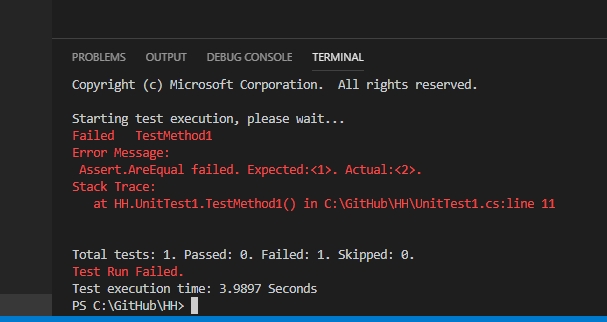 PROBLEMS OUTPUT DEBUG CONSOLE TERMINAL
Copyright (c) Microsoft Corporation.  All rights reserved.
Starting test execution, please wait...
Failed   TestMethod1
Error Message:
 Assert.AreEqual failed. Expected:<1>. Actual:<2>.
Stack Trace:
   at HH.UnitTest1.TestMethod1() in C:\GitHub\HH\UnitTest1.cs:line 11
Total tests: 1. Passed: 0. Failed: 1. Skipped: 0.
Test Run Failed.
Test execution time: 3.9897 Seconds
PS C:\GitHub\HH>